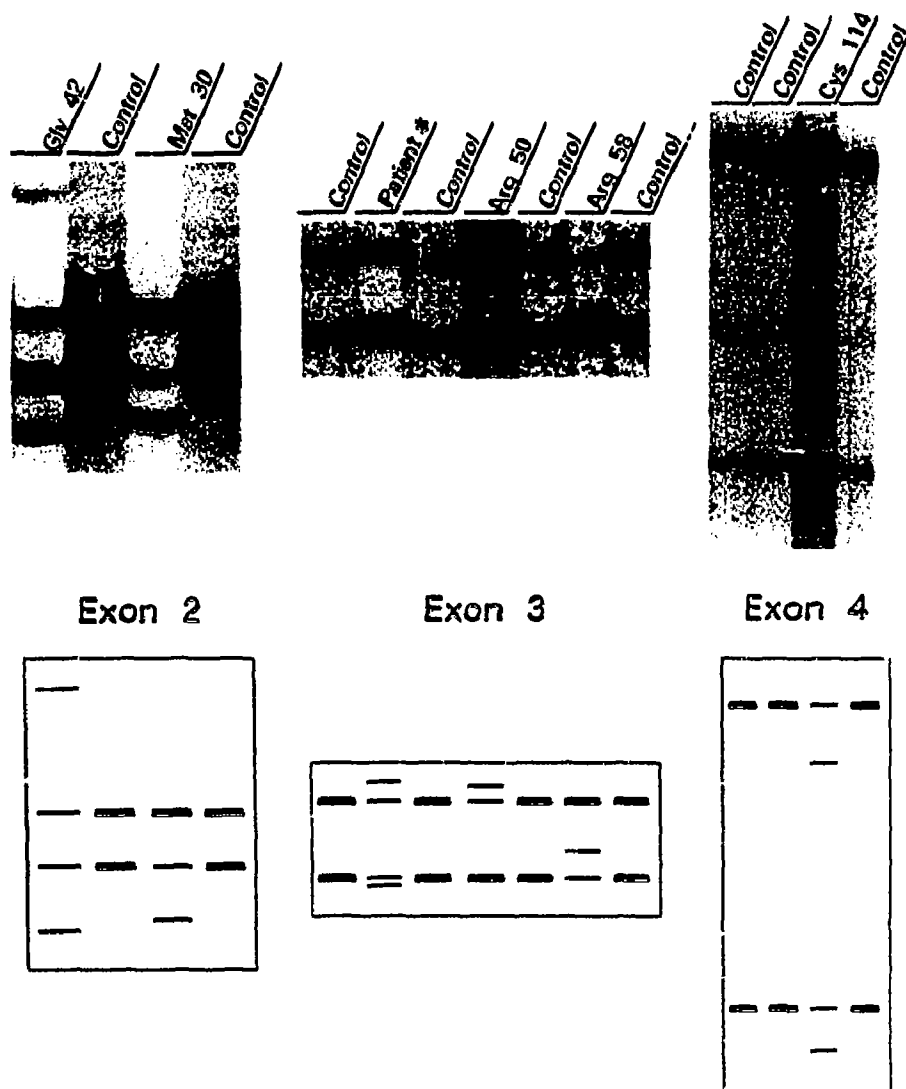 Gly 42
Control
Met 30
Control
Control
Patient #
Control
Arg 50
Control
Arg 58
Control
Control
Control
Cys 114
Control
Exon 2
Exon 3
Exon 4